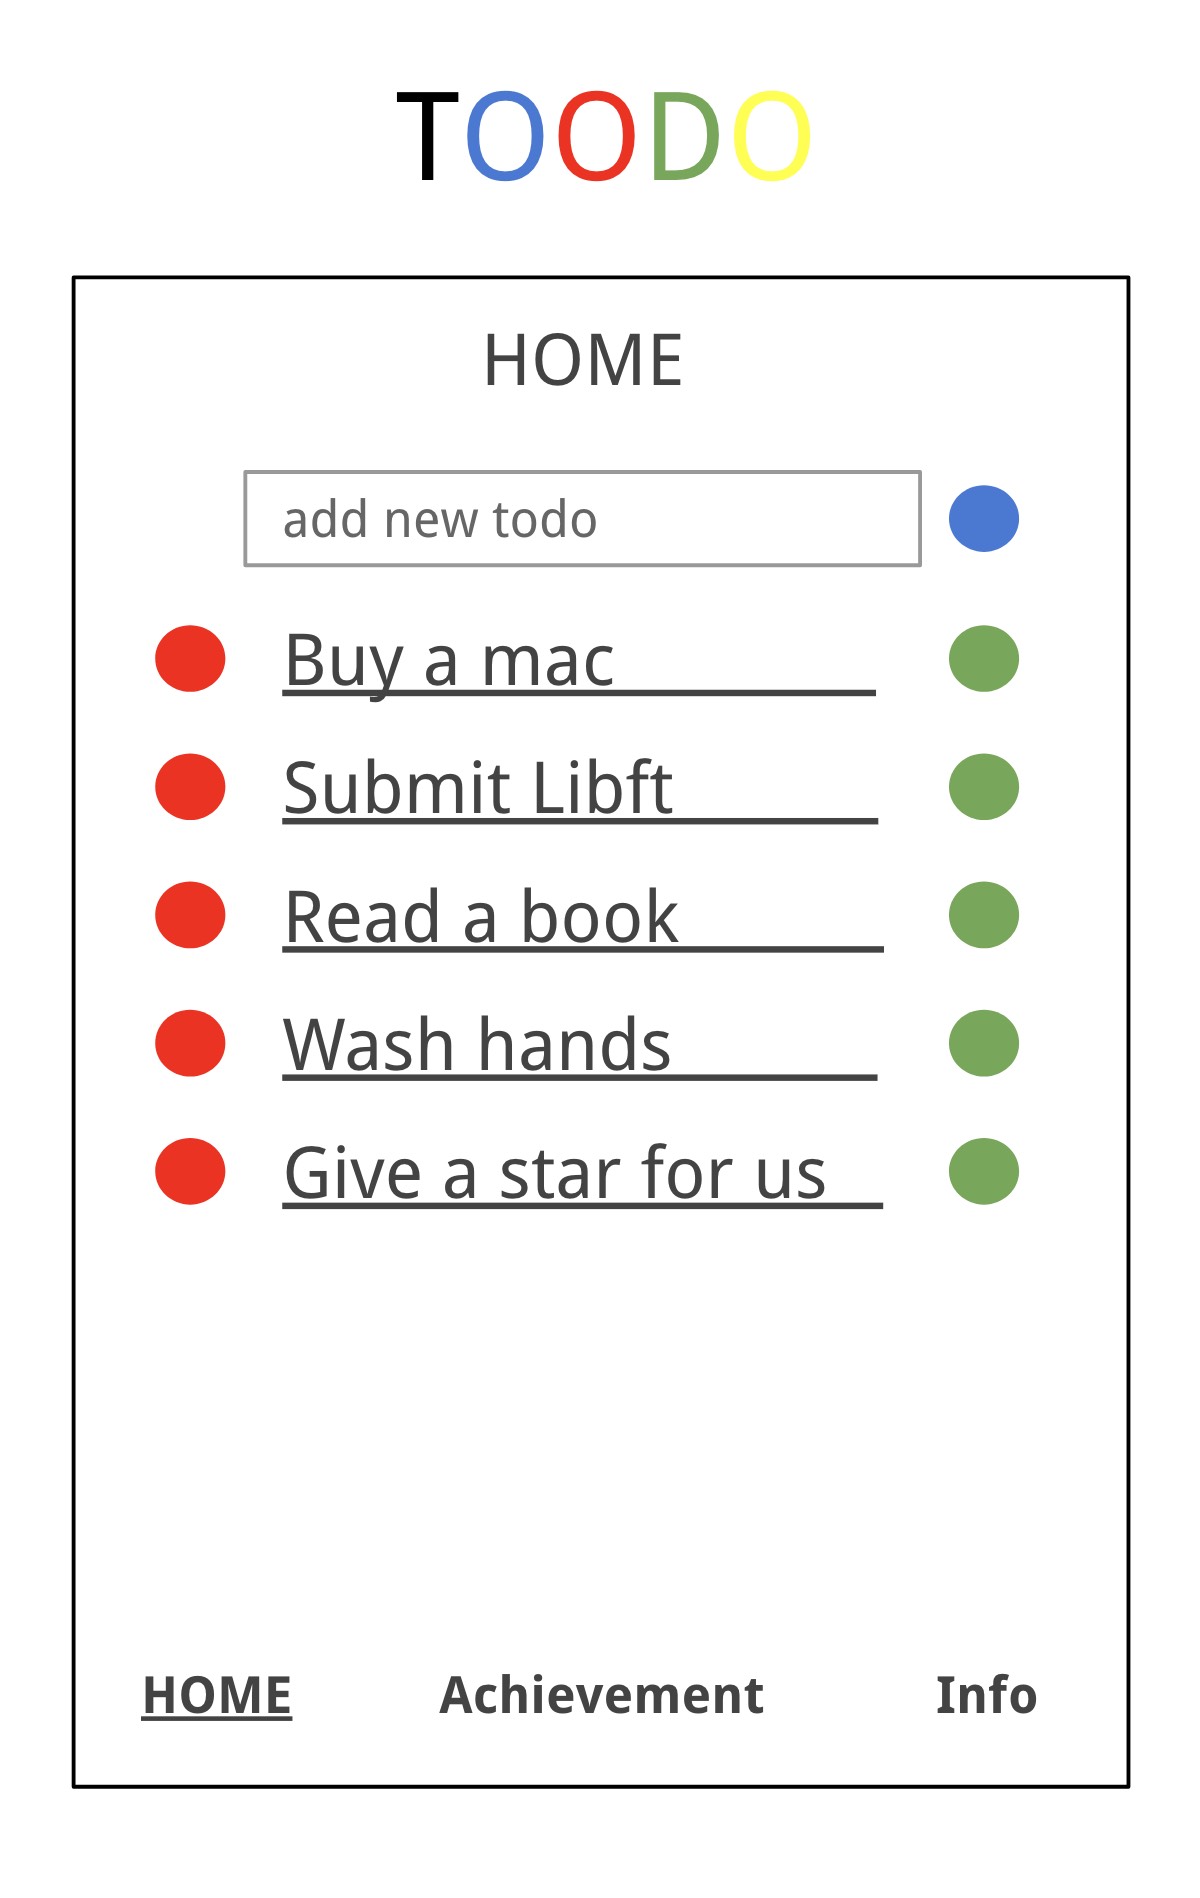 TOODO
HOME
add new todo
Buy a mac
Submit Libft
Read a book
Wash hands
Give a star for us
HOME Achievement Info